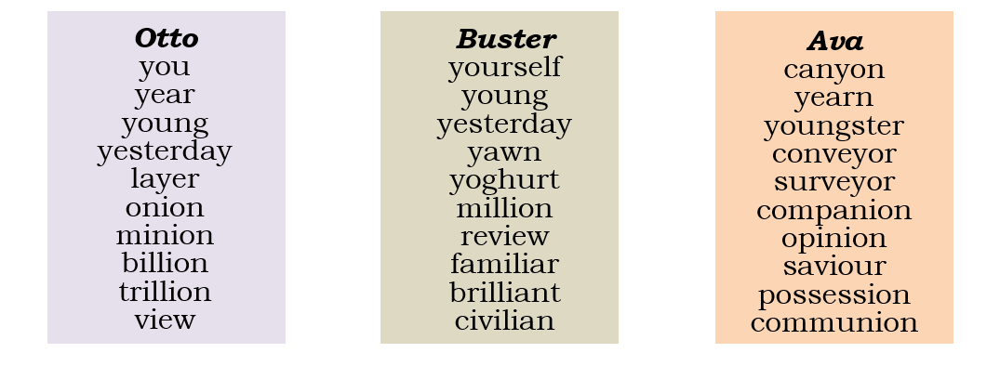 Otto
you
year
young
yesterday
layer
onion
minion
billion
trillion
view
Buster
yourself
young
yesterday
yawn
yoghurt
million
review
familiar
brilliant
civilian
Ava
canyon
yearn
youngster
conveyor
surveyor
companion
opinion
saviour
possession
communion